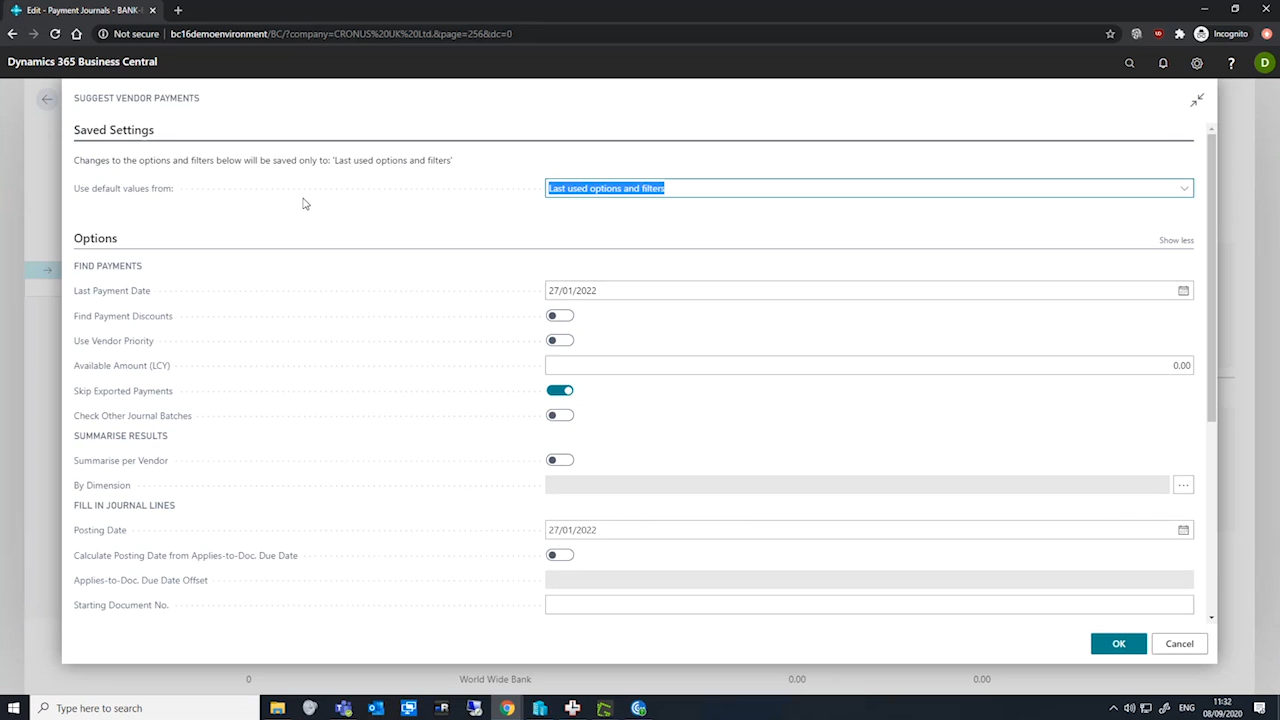 Edit - Payment Journals - BANK-
Not secure | bc16demoenvironment/BC/?company=CRONUS%20UK%20Ltd.&page=256&dc=0
Incognito
Dynamics 365 Business Central
D
SUGGEST VENDOR PAYMENTS
Saved Settings
Changes to the options and filters below will be saved only to: 'Last used options and filters'
Use default values from: Last used options and filters
Options Show less
FIND PAYMENTS
Last Payment Date 27/01/2022
Find Payment Discounts
Use Vendor Priority
Available Amount (LCY) 0.00
Skip Exported Payments
Check Other Journal Batches
SUMMARISE RESULTS
Summarise per Vendor
By Dimension
FILL IN JOURNAL LINES
Posting Date 27/01/2022
Calculate Posting Date from Applies-to-Doc. Due Date
Applies-to-Doc. Due Date Offset
Starting Document No.
OK Cancel
0 World Wide Bank 0.00 0.00
Type here to search
ENG
11:32
08/09/2020